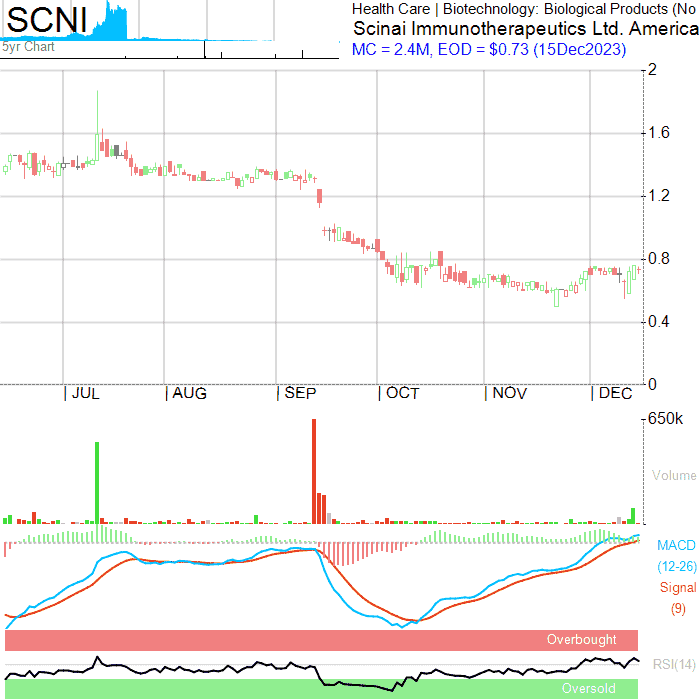 SCNI
5yr Chart
Health Care | Biotechnology: Biological Products (No
Scinai Immunotherapeutics Ltd. America
MC = 2.4M, EOD = $0.73 (15Dec2023)
2
1.6
1.2
0.8
0.4
0
| JUL | AUG | SEP | OCT | NOV | DEC
650k
Volume
MACD
(12-26)
Signal
(9)
Overbought
RSI(14)
Oversold